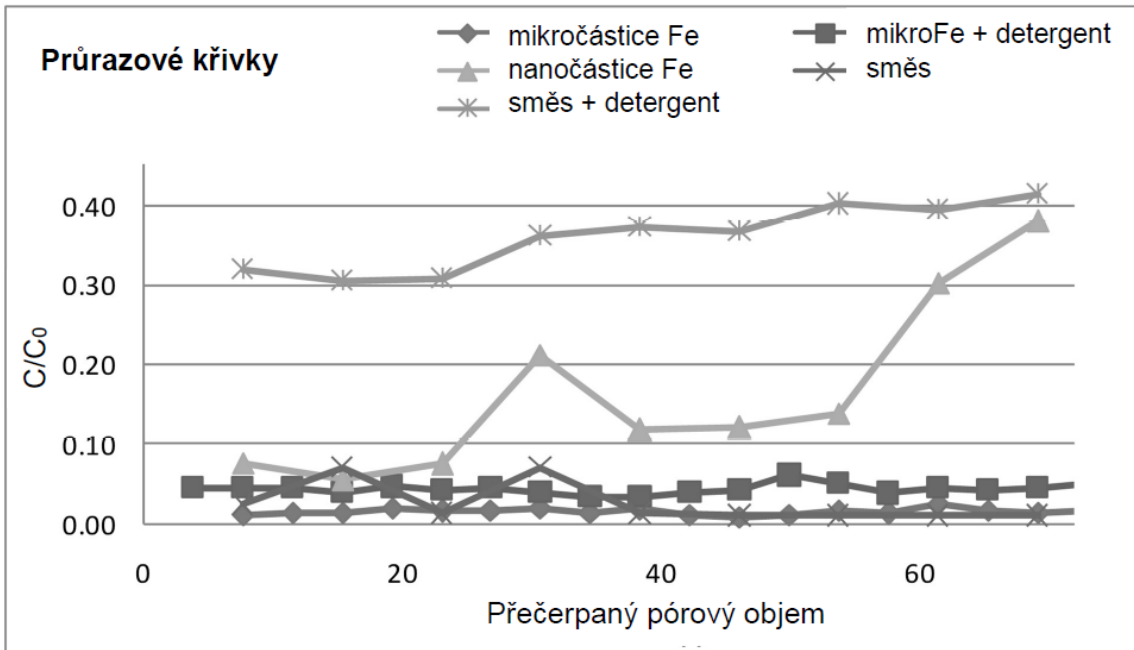 Průrazové křivky
mikročástice Fe
mikroFe + detergent
nanočástice Fe
směs
směs + detergent
C/C₀
0.40
0.30
0.20
0.10
0.00
0
20
40
60
Přečerpaný pórový objem